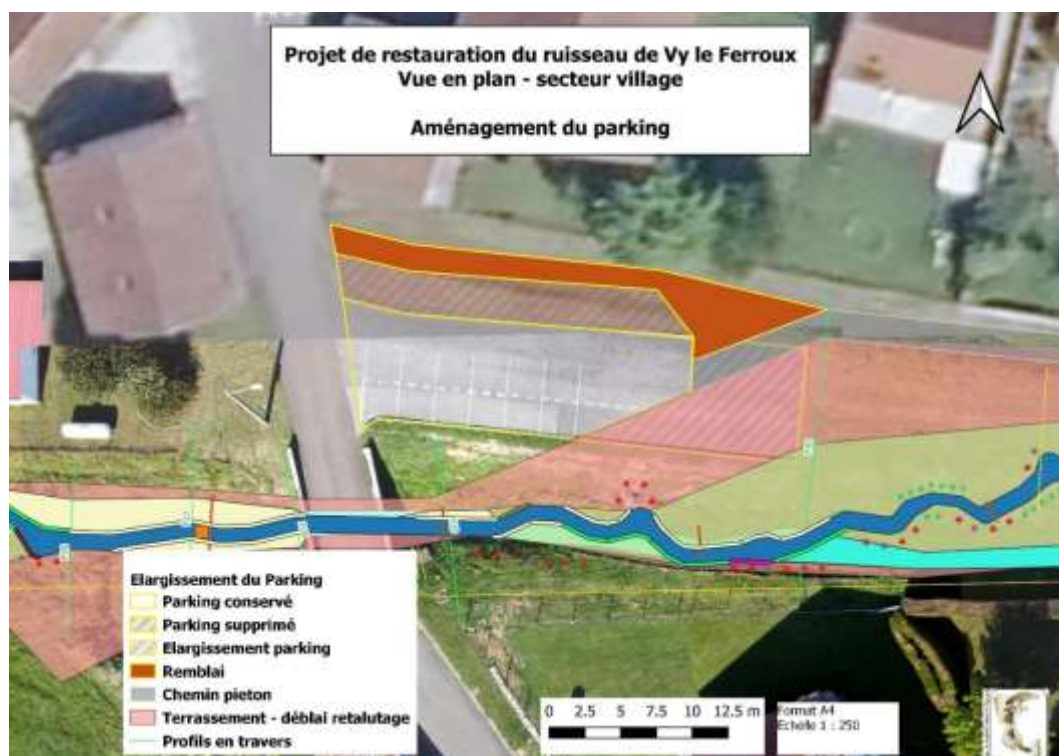 Projet de restauration du ruisseau de Vy le Ferroux
Vue en plan - secteur village
Aménagement du parking
Elargissement du Parking
Parking conservé
Parking supprimé
Elargissement parking
Remblai
Chemin pieton
Terrassement - déblai retalutage
Profils en travers
0 2.5 5 7.5 10 12.5 m
Format A4
Echelle 1 : 250